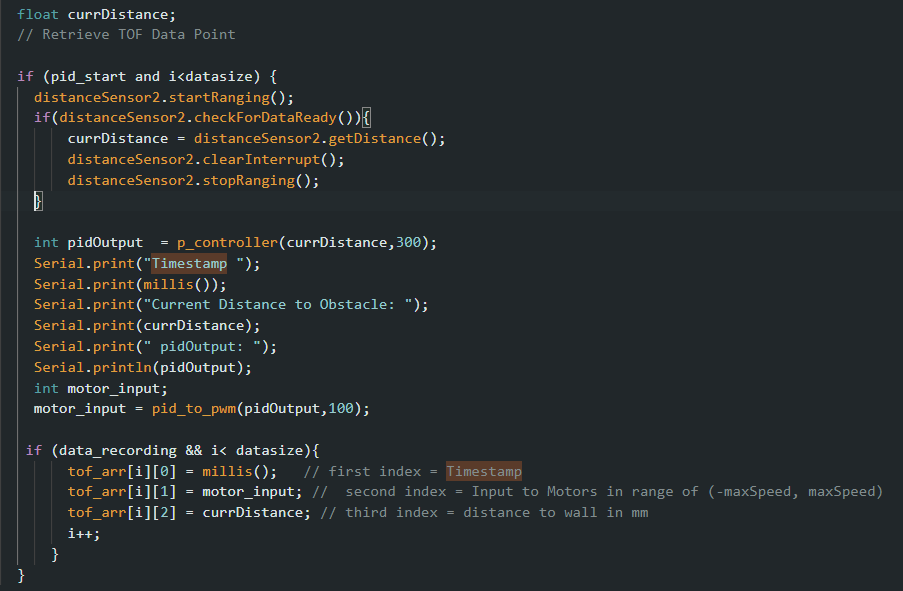 float currDistance;
// Retrieve TOF Data Point
if (pid_start and i<datasize) {
distanceSensor2.startRanging();
if(distanceSensor2.checkForDataReady()){
currDistance = distanceSensor2.getDistance();
distanceSensor2.clearInterrupt();
distanceSensor2.stopRanging();
}
int pidOutput  = p_controller(currDistance,300);
Serial.print("Timestamp ");
Serial.print(millis());
Serial.print("Current Distance to Obstacle: ");
Serial.print(currDistance);
Serial.print(" pidOutput: ");
Serial.println(pidOutput);
int motor_input;
motor_input = pid_to_pwm(pidOutput,100);
if (data_recording && i< datasize){
tof_arr[i][0] = millis();   // first index = Timestamp
tof_arr[i][1] = motor_input; //  second index = Input to Motors in range of (-maxSpeed, maxSpeed)
tof_arr[i][2] = currDistance; // third index = distance to wall in mm
i++;
}
}